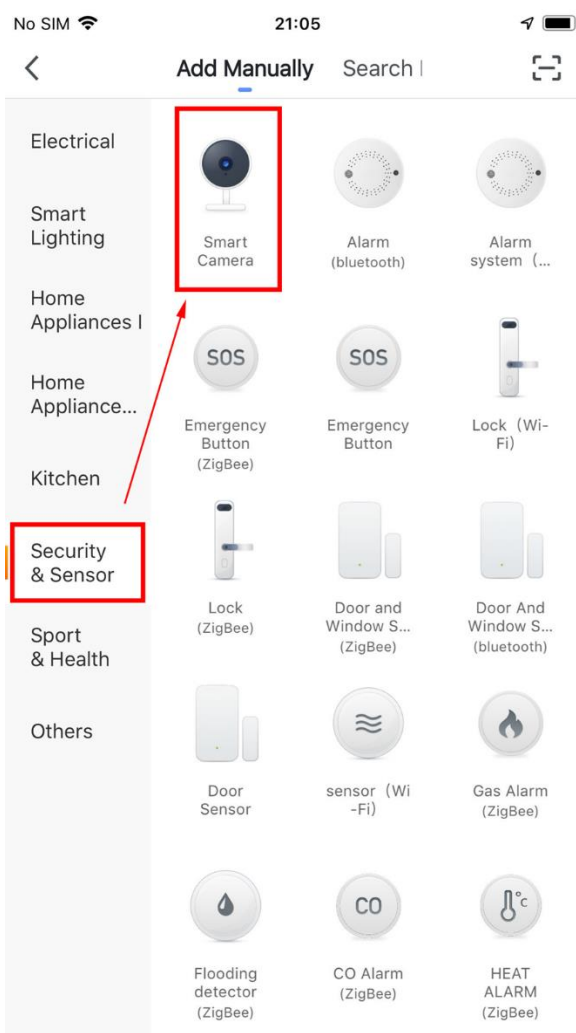 No SIM 21:05
Add Manually Search
Electrical
Smart
Lighting
Home
Appliances I
Home
Appliance...
Kitchen
Security
& Sensor
Sport
& Health
Others
Smart
Camera
Alarm
(bluetooth)
Alarm
system (...
SOS
Emergency
Button
(ZigBee)
SOS
Emergency
Button
Lock (Wi-
Fi)
Lock
(ZigBee)
Door and
Window S...
(ZigBee)
Door And
Window S...
(bluetooth)
Door
Sensor
sensor (Wi
-Fi)
Gas Alarm
(ZigBee)
Flooding
detector
(ZigBee)
CO
CO Alarm
(ZigBee)
°C
HEAT
ALARM
(ZigBee)